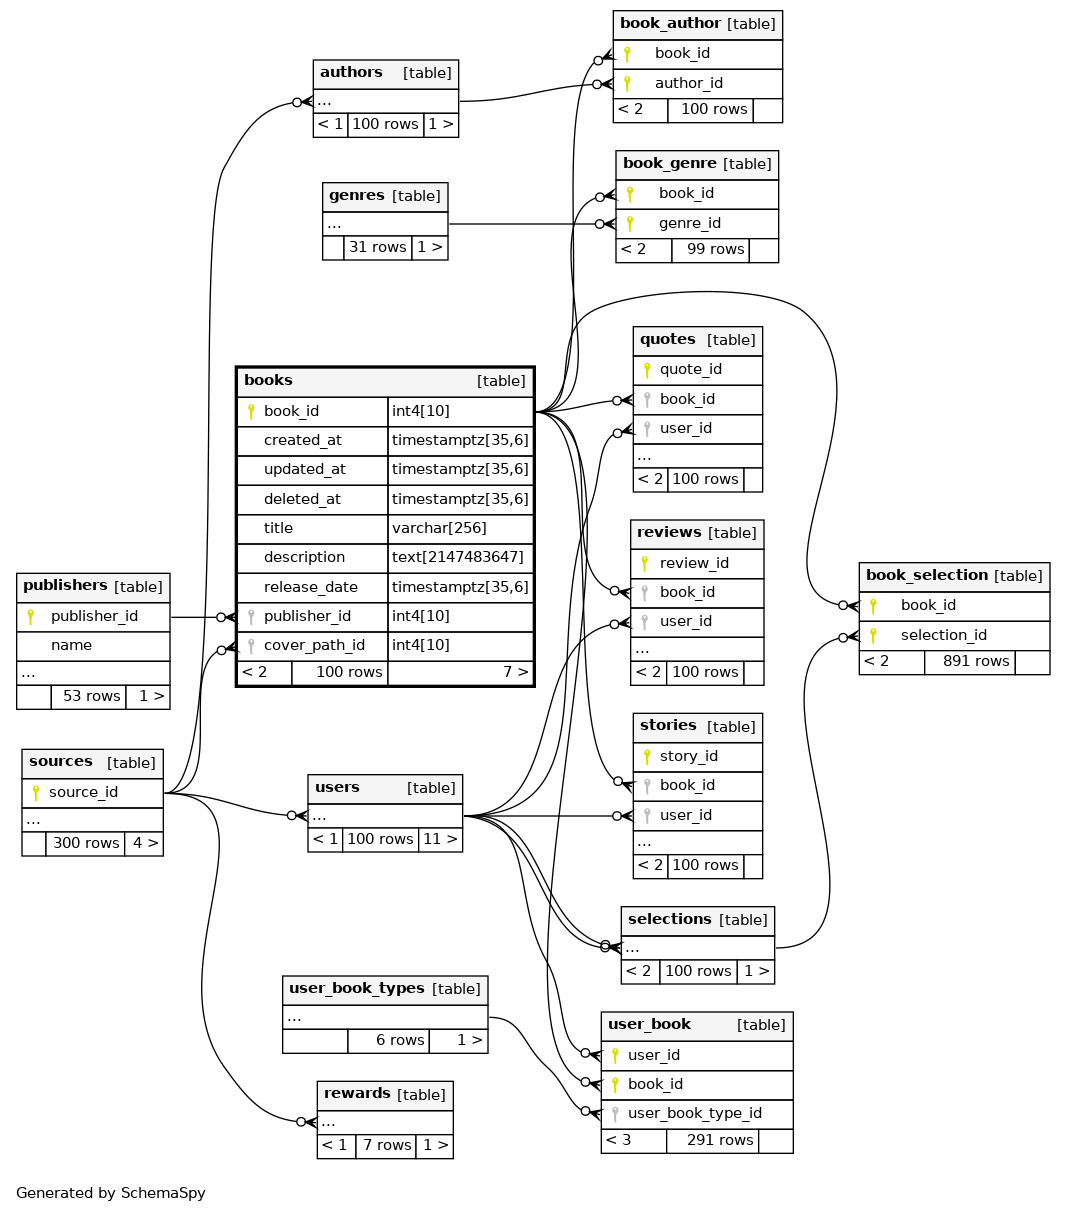 book_author [table]
book_id
author_id
< 2 100 rows
authors [table]
...
< 1 100 rows 1 >
book_genre [table]
book_id
genre_id
< 2 99 rows
genres [table]
...
31 rows 1 >
quotes [table]
quote_id
book_id
user_id
...
< 2 100 rows
books [table]
book_id int4[10]
created_at timestamptz[35,6]
updated_at timestamptz[35,6]
deleted_at timestamptz[35,6]
title varchar[256]
description text[2147483647]
release_date timestamptz[35,6]
publisher_id int4[10]
cover_path_id int4[10]
< 2 100 rows 7 >
reviews [table]
review_id
book_id
user_id
...
< 2 100 rows
book_selection [table]
book_id
selection_id
< 2 891 rows
publishers [table]
publisher_id
name
...
53 rows 1 >
stories [table]
story_id
book_id
user_id
...
< 2 100 rows
sources [table]
source_id
...
300 rows 4 >
users [table]
...
< 1 100 rows 11 >
selections [table]
...
< 2 100 rows 1 >
user_book_types [table]
...
6 rows 1 >
user_book [table]
user_id
book_id
user_book_type_id
< 3 291 rows
rewards [table]
...
< 1 7 rows 1 >
Generated by SchemaSpy